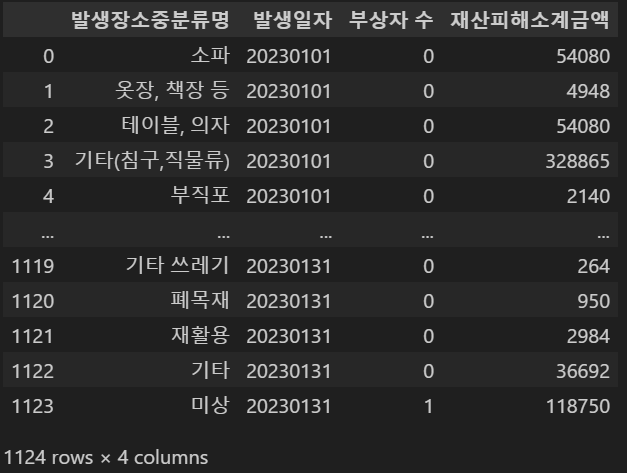 발생장소중분류명 발생일자 부상자 수 재산피해소계금액
0 소파 20230101 0 54080
1 옷장, 책장 등 20230101 0 4948
2 테이블, 의자 20230101 0 54080
3 기타(침구,직물류) 20230101 0 328865
4 부직포 20230101 0 2140
... ... ... ... ...
1119 기타 쓰레기 20230131 0 264
1120 폐목재 20230131 0 950
1121 재활용 20230131 0 2984
1122 기타 20230131 0 36692
1123 미상 20230131 1 118750
1124 rows × 4 columns